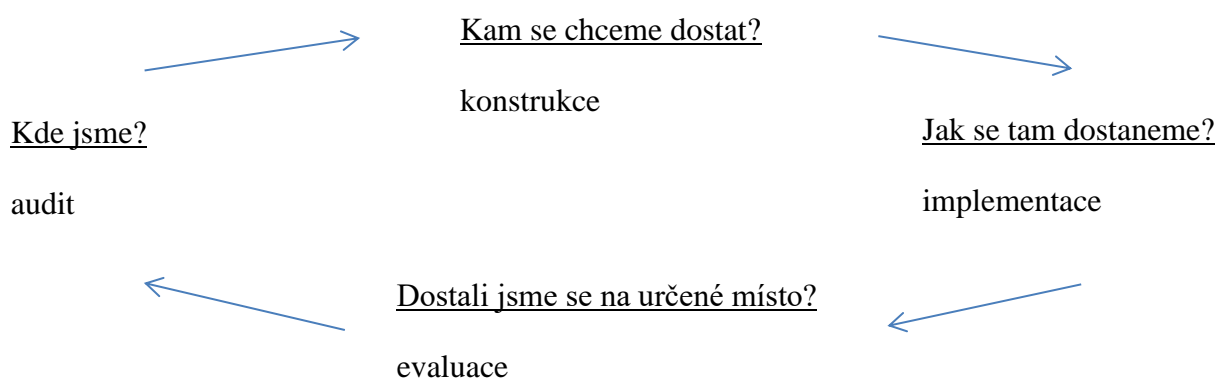 Kam se chceme dostat?
konstrukce
Kde jsme?
audit
Jak se tam dostaneme?
implementace
Dostali jsme se na určené místo?
evaluace